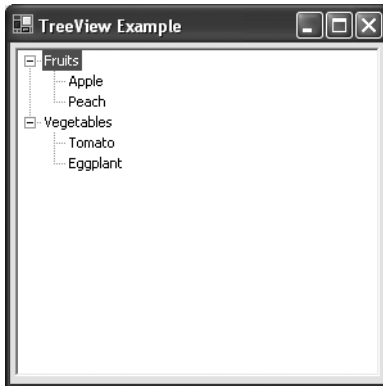 TreeView Example
Fruits
Apple
Peach
Vegetables
Tomato
Eggplant